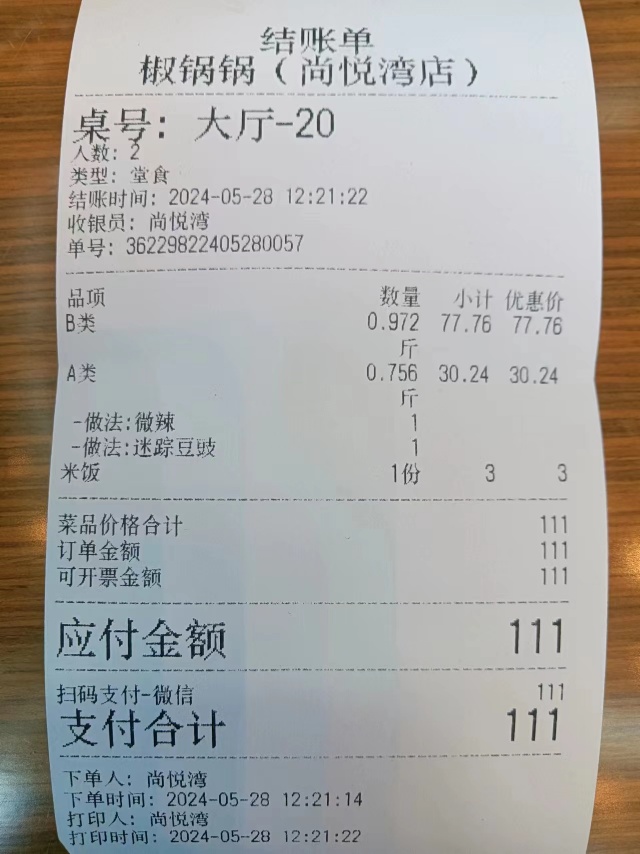 结账单
椒锅锅（尚悦湾店）
桌号： 大厅-20
人数：2
类型：堂食
结账时间：2024-05-28 12:21:22
收银员：尚悦湾
单号：36229822405280057
品项 数量 小计 优惠价
B类 0.972 77.76 77.76
斤
A类 0.756 30.24 30.24
斤
-做法:微辣 1
-做法:迷踪豆豉 1
米饭 1份 3 3
菜品价格合计 111
订单金额 111
可开票金额 111
应付金额 111
扫码支付-微信 111
支付合计 111
下单人：尚悦湾
下单时间：2024-05-28 12:21:14
打印人：尚悦湾
打印时间：2024-05-28 12:21:22